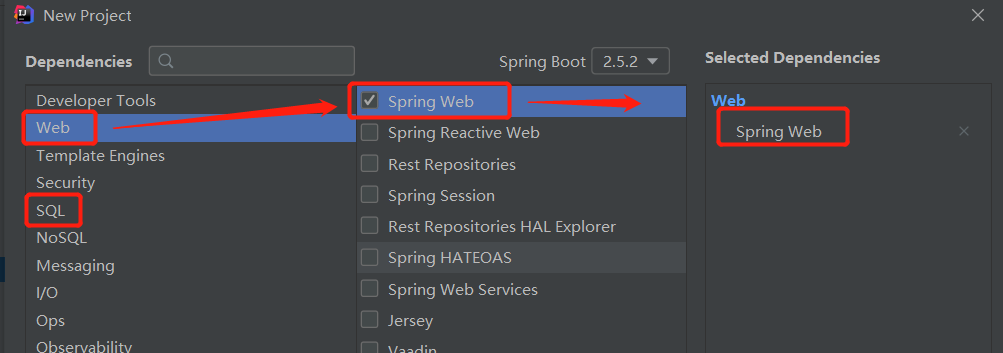 New Project
Dependencies
Spring Boot 2.5.2
Selected Dependencies
Developer Tools
Web
Template Engines
Security
SQL
NoSQL
Messaging
I/O
Ops
Observability
Spring Web
Spring Reactive Web
Rest Repositories
Spring Session
Rest Repositories HAL Explorer
Spring HATEOAS
Spring Web Services
Jersey
Vaadin
Web
Spring Web